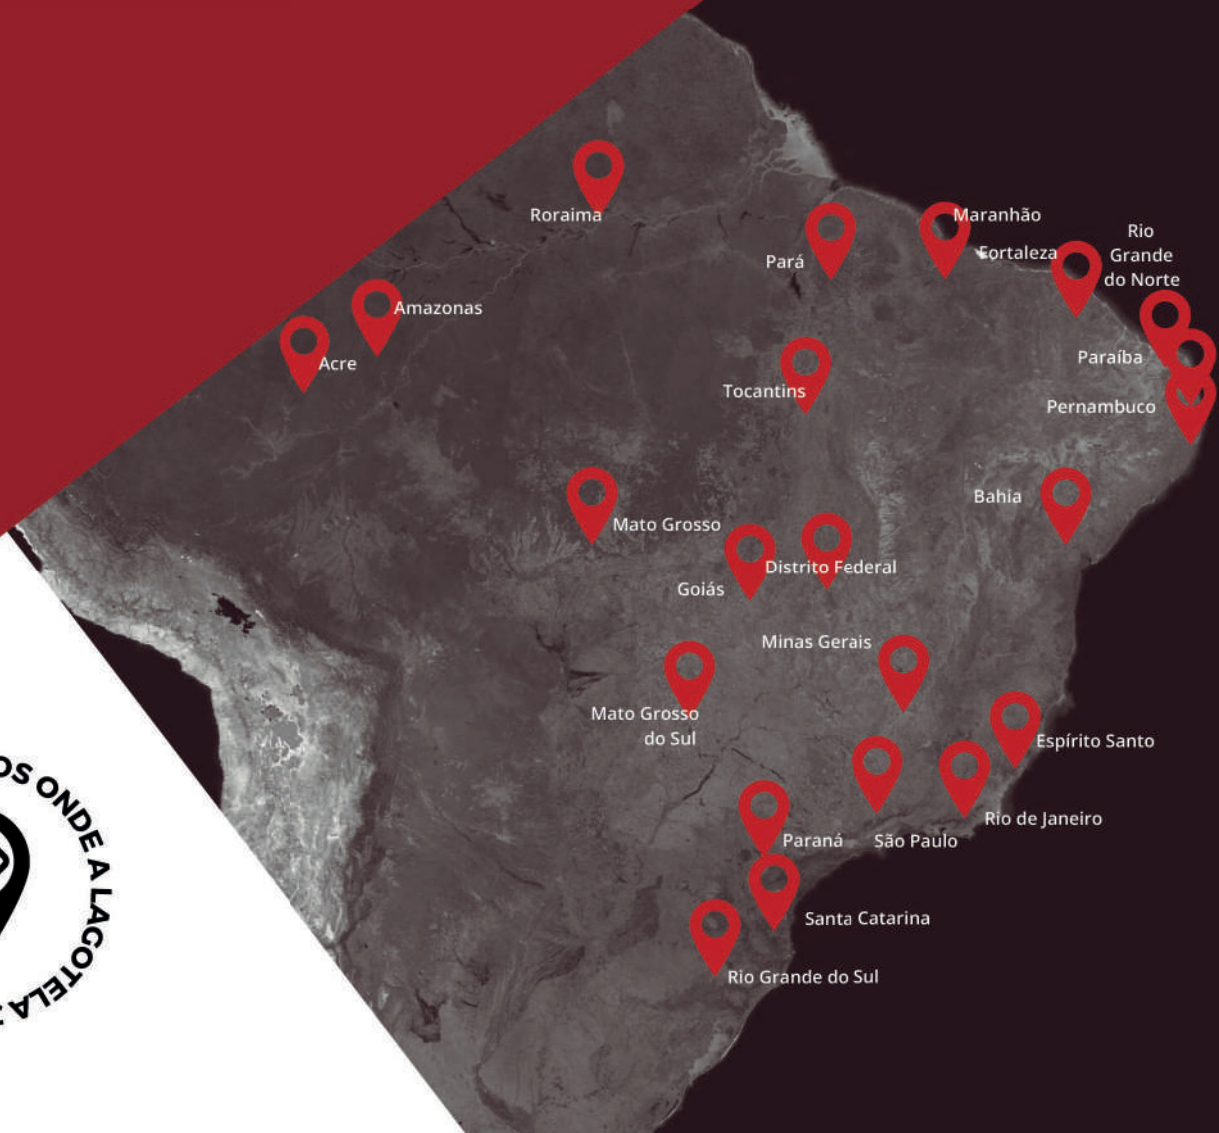 Roraima
Maranhão
Rio
Grande
do Norte
Fortaleza
Pará
Amazonas
Acre
Paraíba
Tocantins
Pernambuco
Bahia
Mato Grosso
Distrito Federal
Goiás
Minas Gerais
Mato Grosso
do Sul
Espírito Santo
Rio de Janeiro
Paraná
São Paulo
Santa Catarina
Rio Grande do Sul
OS ONDE A LAGOTELA